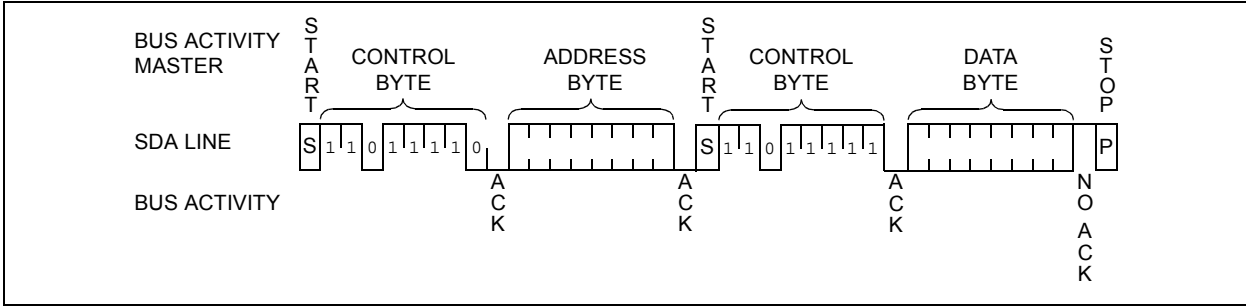 BUS ACTIVITY
MASTER
START
CONTROL
BYTE
ADDRESS
BYTE
START
CONTROL
BYTE
DATA
BYTE
STOP
SDA LINE
S 1 1 0 1 1 1 1 0 S 1 1 0 1 1 1 1 1 P
BUS ACTIVITY
ACK
ACK
ACK
NO ACK